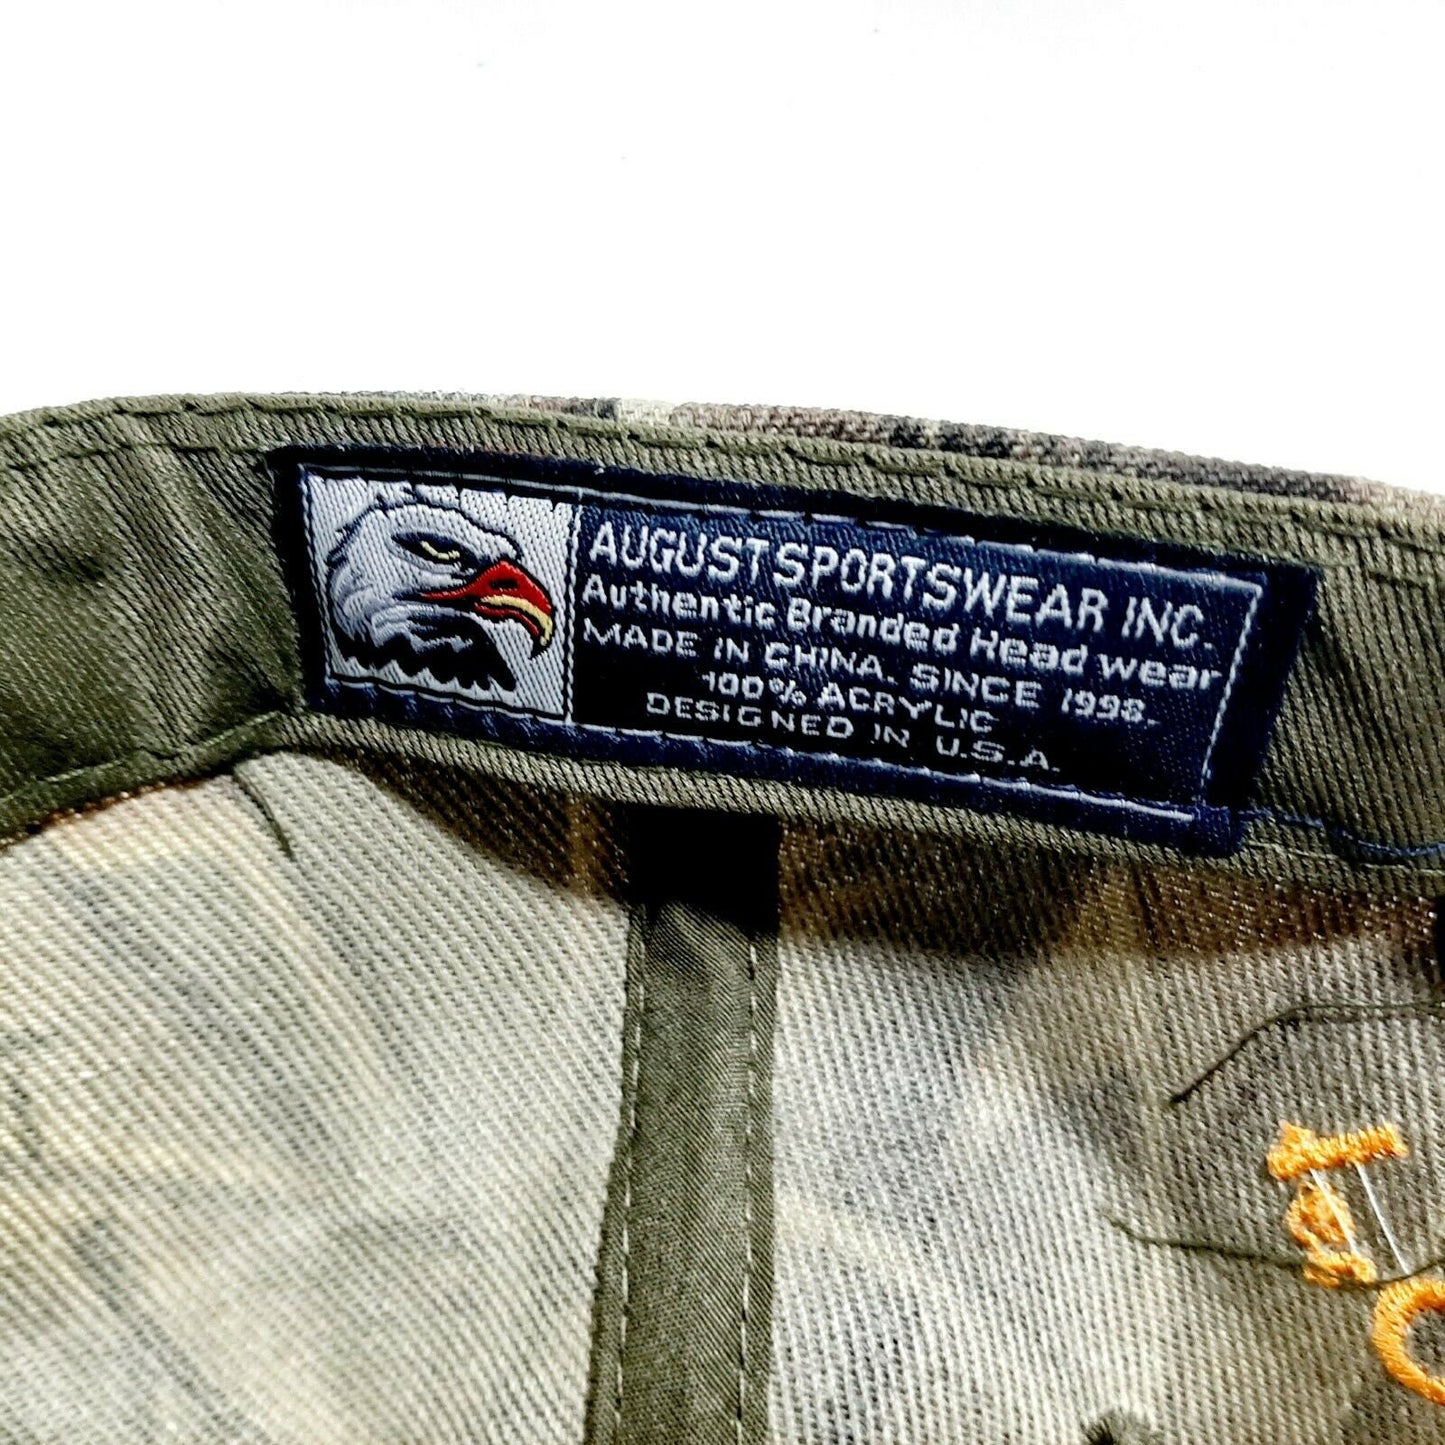 AUGUST SPORTSWEAR INC.
Authentic Branded Head wear
MADE IN CHINA. SINCE 1998.
100% ACRYLIC
DESIGNED IN U.S.A.